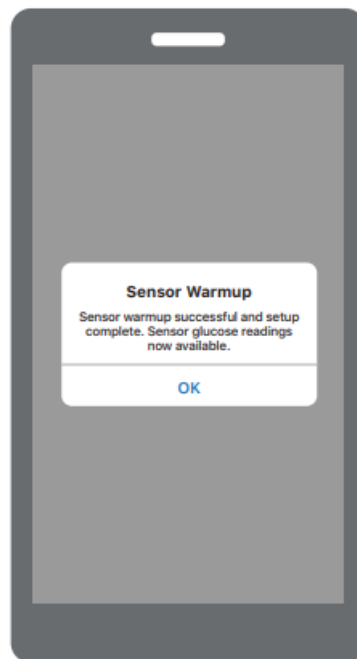 Sensor Warmup
Sensor warmup successful and setup
complete. Sensor glucose readings
now available.
OK